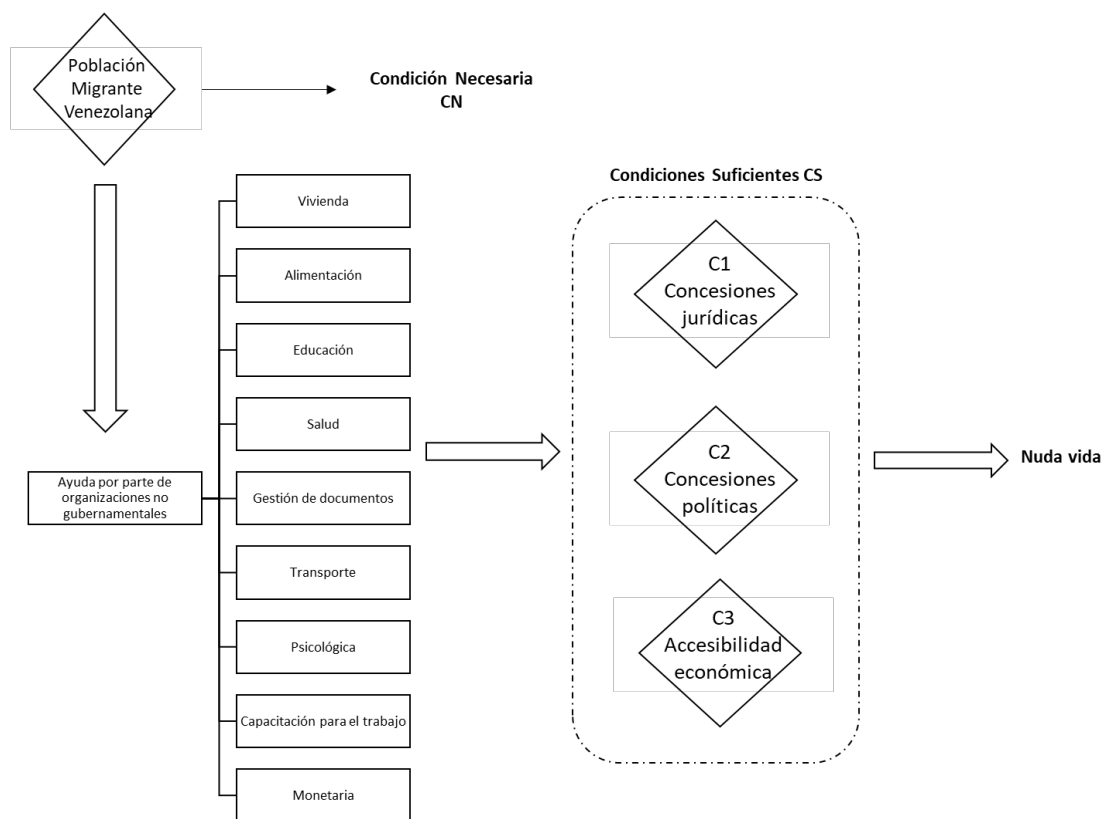 Población
Migrante
Venezolana
Condición Necesaria
CN
Ayuda por parte de
organizaciones no
gubernamentales
Vivienda
Alimentación
Educación
Salud
Gestión de documentos
Transporte
Psicológica
Capacitación para el trabajo
Monetaria
Condiciones Suficientes CS
C1
Concesiones
jurídicas
C2
Concesiones
políticas
C3
Accesibilidad
económica
Nuda vida